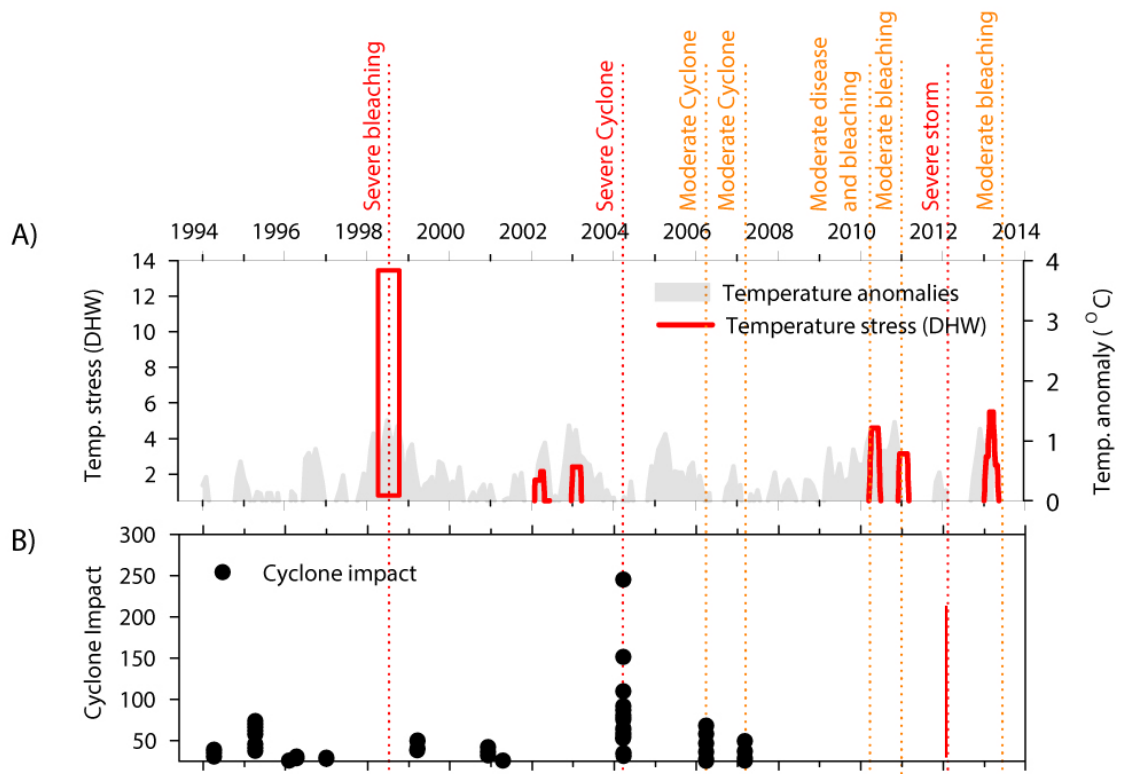 Severe bleaching
Severe Cyclone
Moderate Cyclone
Moderate Cyclone
Moderate disease
and bleaching
Moderate bleaching
Severe storm
Moderate bleaching
A)
1994 1996 1998 2000 2002 2004 2006 2008 2010 2012 2014
Temp. stress (DHW)
14
12
10
8
6
4
2
Temperature anomalies
Temperature stress (DHW)
4
3
2
1
0
Temp. anomaly (°C)
B)
Cyclone Impact
300
250
200
150
100
50
Cyclone impact